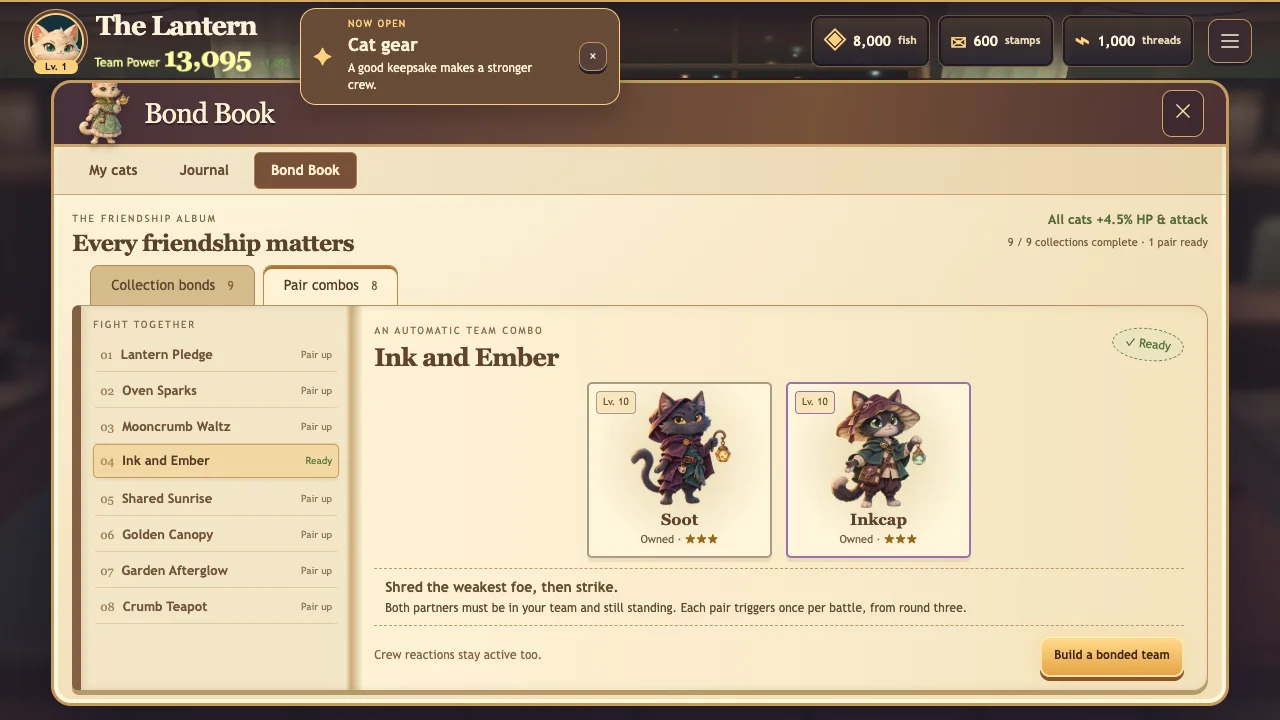 The Lantern
Lv. 1
Team Power 13,095 +1,092
NOW OPEN
Cat gear
A good keepsake makes a stronger
crew.
×
8,000 fish
600 stamps
1,000 threads
Bond Book
My cats
Journal
Bond Book
THE FRIENDSHIP ALBUM
Every friendship matters
All cats +4.5% HP & attack
9 / 9 collections complete · 1 pair ready
Collection bonds 9
Pair combos 8
FIGHT TOGETHER
01 Lantern Pledge Pair up
02 Oven Sparks Pair up
03 Mooncrumb Waltz Pair up
04 Ink and Ember Ready
05 Shared Sunrise Pair up
06 Golden Canopy Pair up
07 Garden Afterglow Pair up
08 Crumb Teapot Pair up
AN AUTOMATIC TEAM COMBO
Ink and Ember
✓ Ready
Lv. 10
Soot
Owned · ★★★
Lv. 10
Inkcap
Owned · ★★★
Shred the weakest foe, then strike.
Both partners must be in your team and still standing. Each pair triggers once per battle, from round three.
Crew reactions stay active too.
Build a bonded team